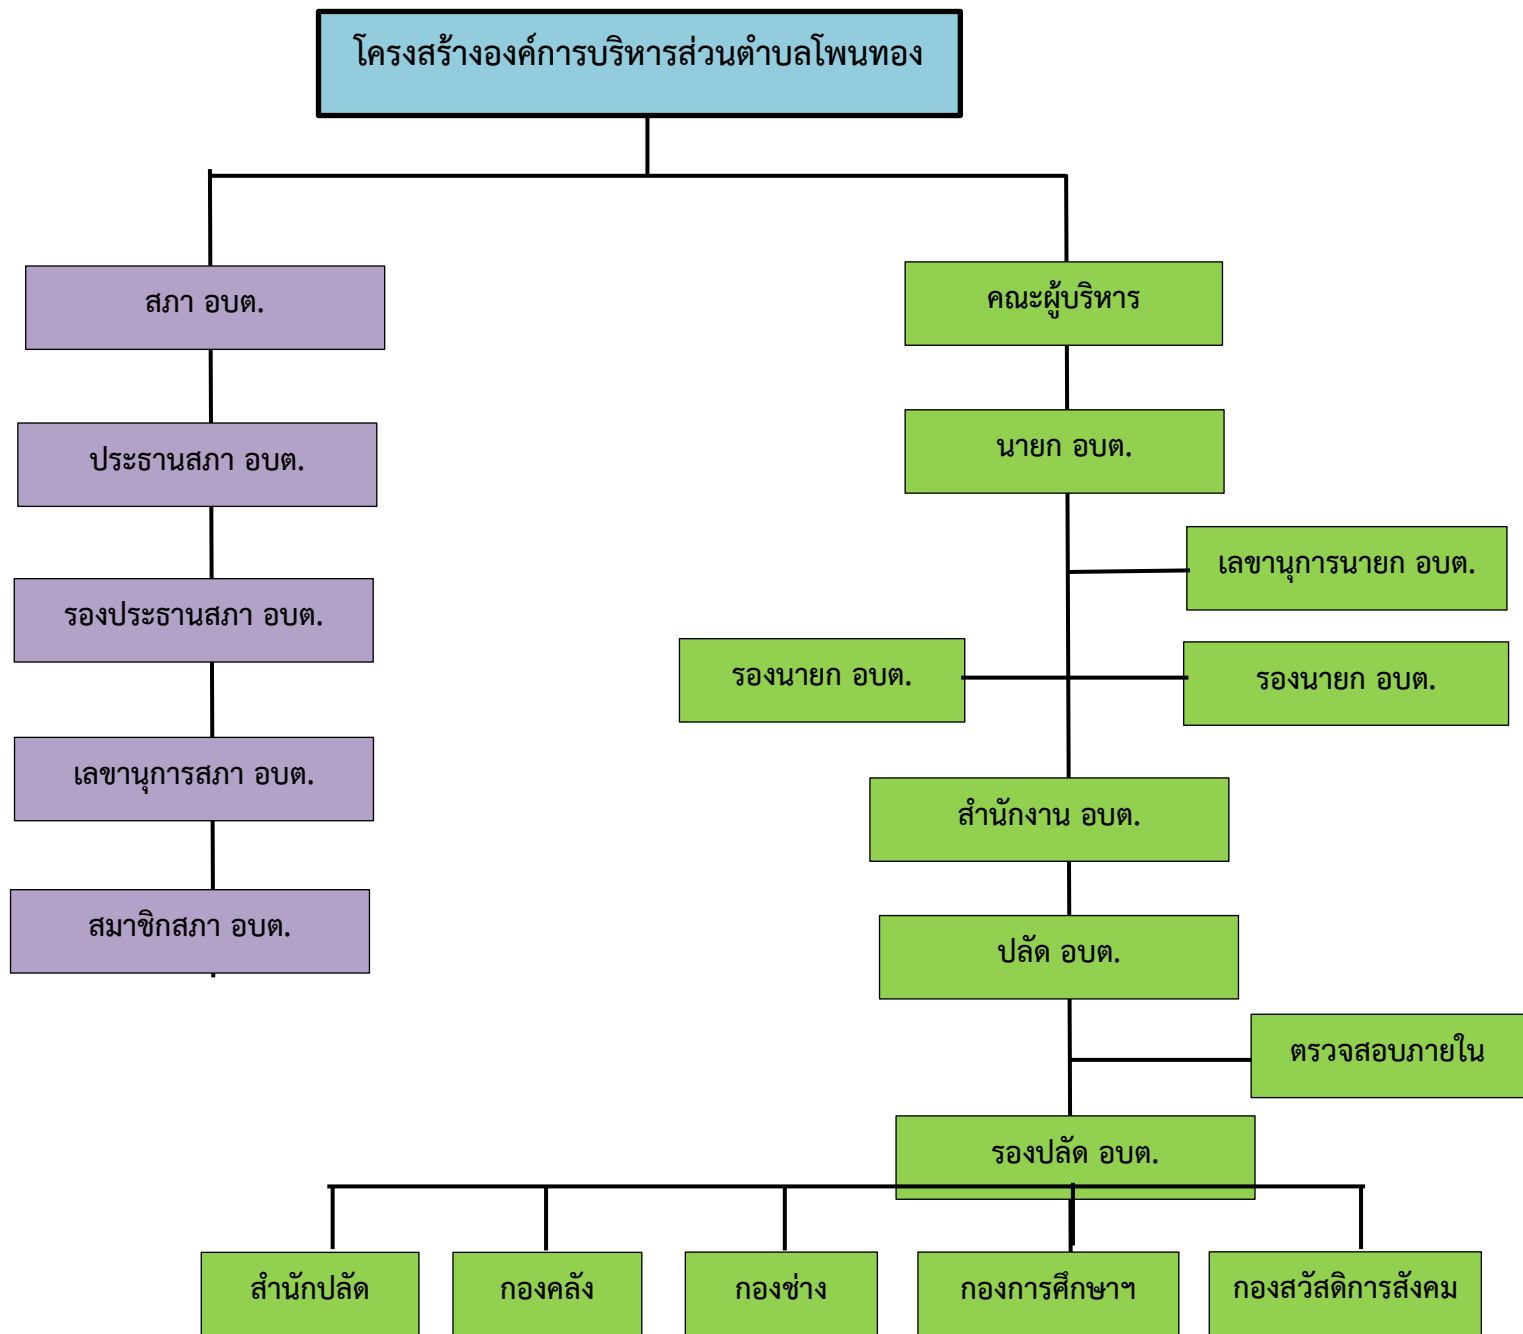 โครงสร้างองค์การบริหารส่วนตำบลโพนทอง
สภา อบต.
คณะผู้บริหาร
ประธานสภา อบต.
นายก อบต.
เลขานุการนายก อบต.
รองประธานสภา อบต.
รองนายก อบต.
รองนายก อบต.
เลขานุการสภา อบต.
สำนักงาน อบต.
สมาชิกสภา อบต.
ปลัด อบต.
ตรวจสอบภายใน
รองปลัด อบต.
สำนักปลัด
กองคลัง
กองช่าง
กองการศึกษาฯ
กองสวัสดิการสังคม